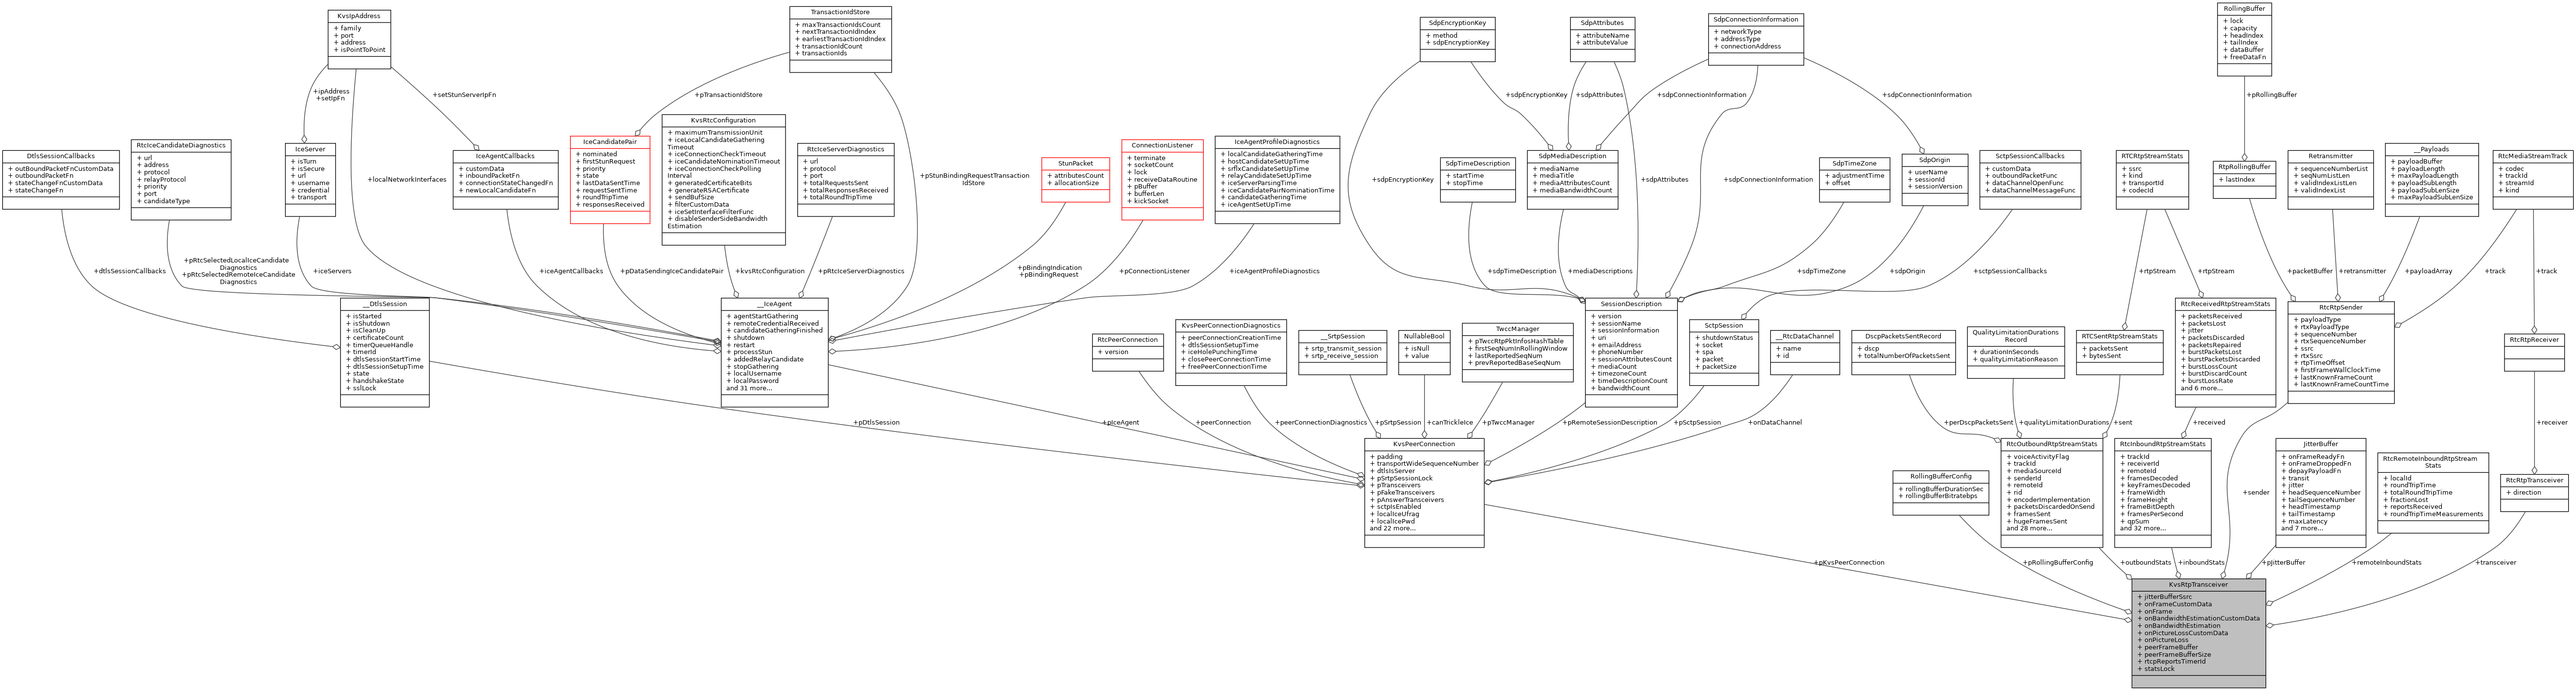 KvsIpAddress
+ family
+ port
+ address
+ isPointToPoint
TransactionIdStore
+ maxTransactionIdsCount
+ nextTransactionIdIndex
+ earliestTransactionIdIndex
+ transactionIdCount
+ transactionIds
SdpEncryptionKey
+ method
+ sdpEncryptionKey
SdpAttributes
+ attributeName
+ attributeValue
SdpConnectionInformation
+ networkType
+ addressType
+ connectionAddress
RollingBuffer
+ lock
+ capacity
+ headIndex
+ tailIndex
+ dataBuffer
+ freeDataFn
+ipAddress
+setIpFn
+setStunServerIpFn
+pTransactionIdStore
+sdpEncryptionKey
+sdpAttributes
+sdpConnectionInformation
+sdpConnectionInformation
+pRollingBuffer
DtlsSessionCallbacks
+ outBoundPacketFnCustomData
+ outboundPacketFn
+ stateChangeFnCustomData
+ stateChangeFn
RtcIceCandidateDiagnostics
+ url
+ address
+ protocol
+ relayProtocol
+ priority
+ port
+ candidateType
IceServer
+ isTurn
+ isSecure
+ url
+ username
+ credential
+ transport
+localNetworkInterfaces
IceAgentCallbacks
+ customData
+ inboundPacketFn
+ connectionStateChangedFn
+ newLocalCandidateFn
IceCandidatePair
+ nominated
+ firstStunRequest
+ priority
+ state
+ lastDataSentTime
+ requestSentTime
+ roundTripTime
+ responsesReceived
KvsRtcConfiguration
+ maximumTransmissionUnit
+ iceLocalCandidateGathering
Timeout
+ iceConnectionCheckTimeout
+ iceCandidateNominationTimeout
+ iceConnectionCheckPolling
Interval
+ generatedCertificateBits
+ generateRSACertificate
+ sendBufSize
+ filterCustomData
+ iceSetInterfaceFilterFunc
+ disableSenderSideBandwidth
Estimation
RtcIceServerDiagnostics
+ url
+ protocol
+ port
+ totalRequestsSent
+ totalResponsesReceived
+ totalRoundTripTime
+pStunBindingRequestTransaction
IdStore
StunPacket
+ attributesCount
+ allocationSize
ConnectionListener
+ terminate
+ socketCount
+ lock
+ receiveDataRoutine
+ pBuffer
+ bufferLen
+ kickSocket
IceAgentProfileDiagnostics
+ localCandidateGatheringTime
+ hostCandidateSetUpTime
+ srflxCandidateSetUpTime
+ relayCandidateSetUpTime
+ iceServerParsingTime
+ iceCandidatePairNominationTime
+ candidateGatheringTime
+ iceAgentSetUpTime
+sdpEncryptionKey
SdpTimeDescription
+ startTime
+ stopTime
SdpMediaDescription
+ mediaName
+ mediaTitle
+ mediaAttributesCount
+ mediaBandwidthCount
+sdpAttributes
+sdpConnectionInformation
SdpTimeZone
+ adjustmentTime
+ offset
SdpOrigin
+ userName
+ sessionId
+ sessionVersion
SctpSessionCallbacks
+ customData
+ outboundPacketFunc
+ dataChannelOpenFunc
+ dataChannelMessageFunc
RTCRtpStreamStats
+ ssrc
+ kind
+ transportId
+ codecId
RtpRollingBuffer
+ lastIndex
Retransmitter
+ sequenceNumberList
+ seqNumListLen
+ validIndexListLen
+ validIndexList
__Payloads
+ payloadBuffer
+ payloadLength
+ maxPayloadLength
+ payloadSubLength
+ payloadSubLenSize
+ maxPayloadSubLenSize
RtcMediaStreamTrack
+ codec
+ trackId
+ streamId
+ kind
+dtlsSessionCallbacks
+pRtcSelectedLocalIceCandidate
Diagnostics
+pRtcSelectedRemoteIceCandidate
Diagnostics
+iceServers
+iceAgentCallbacks
+pDataSendingIceCandidatePair
+kvsRtcConfiguration
+pRtcIceServerDiagnostics
+pBindingIndication
+pBindingRequest
+pConnectionListener
+iceAgentProfileDiagnostics
+sdpTimeDescription
+mediaDescriptions
+sdpTimeZone
+sdpOrigin
+sctpSessionCallbacks
+rtpStream
+rtpStream
+packetBuffer
+retransmitter
+payloadArray
+track
+track
__DtlsSession
+ isStarted
+ isShutdown
+ isCleanUp
+ certificateCount
+ timerQueueHandle
+ timerId
+ dtlsSessionStartTime
+ dtlsSessionSetupTime
+ state
+ handshakeState
+ sslLock
__IceAgent
+ agentStartGathering
+ remoteCredentialReceived
+ candidateGatheringFinished
+ shutdown
+ restart
+ processStun
+ addedRelayCandidate
+ stopGathering
+ localUsername
+ localPassword
and 31 more...
RtcPeerConnection
+ version
KvsPeerConnectionDiagnostics
+ peerConnectionCreationTime
+ dtlsSessionSetupTime
+ iceHolePunchingTime
+ closePeerConnectionTime
+ freePeerConnectionTime
__SrtpSession
+ srtp_transmit_session
+ srtp_receive_session
NullableBool
+ isNull
+ value
TwccManager
+ pTwccRtpPktInfosHashTable
+ firstSeqNumInRollingWindow
+ lastReportedSeqNum
+ prevReportedBaseSeqNum
SessionDescription
+ version
+ sessionName
+ sessionInformation
+ uri
+ emailAddress
+ phoneNumber
+ sessionAttributesCount
+ mediaCount
+ timezoneCount
+ timeDescriptionCount
+ bandwidthCount
SctpSession
+ shutdownStatus
+ socket
+ spa
+ packet
+ packetSize
__RtcDataChannel
+ name
+ id
DscpPacketsSentRecord
+ dscp
+ totalNumberOfPacketsSent
QualityLimitationDurations
Record
+ durationInSeconds
+ qualityLimitationReason
RTCSentRtpStreamStats
+ packetsSent
+ bytesSent
RtcReceivedRtpStreamStats
+ packetsReceived
+ packetsLost
+ jitter
+ packetsDiscarded
+ packetsRepaired
+ burstPacketsLost
+ burstPacketsDiscarded
+ burstLossCount
+ burstDiscardCount
+ burstLossRate
and 6 more...
RtcRtpSender
+ payloadType
+ rtxPayloadType
+ sequenceNumber
+ rtxSequenceNumber
+ ssrc
+ rtxSsrc
+ rtpTimeOffset
+ firstFrameWallClockTime
+ lastKnownFrameCount
+ lastKnownFrameCountTime
RtcRtpReceiver
+pDtlsSession
+pIceAgent
+peerConnection
+peerConnectionDiagnostics
+pSrtpSession
+canTrickleIce
+pTwccManager
+pRemoteSessionDescription
+pSctpSession
+onDataChannel
+perDscpPacketsSent
+qualityLimitationDurations
+sent
+received
+receiver
KvsPeerConnection
+ padding
+ transportWideSequenceNumber
+ dtlsIsServer
+ pSrtpSessionLock
+ pTransceivers
+ pFakeTransceivers
+ pAnswerTransceivers
+ sctpIsEnabled
+ localIceUfrag
+ localIcePwd
and 22 more...
RollingBufferConfig
+ rollingBufferDurationSec
+ rollingBufferBitratebps
RtcOutboundRtpStreamStats
+ voiceActivityFlag
+ trackId
+ mediaSourceId
+ senderId
+ remoteId
+ rid
+ encoderImplementation
+ packetsDiscardedOnSend
+ framesSent
+ hugeFramesSent
and 28 more...
RtcInboundRtpStreamStats
+ trackId
+ receiverId
+ remoteId
+ framesDecoded
+ keyFramesDecoded
+ frameWidth
+ frameHeight
+ frameBitDepth
+ framesPerSecond
+ qpSum
and 32 more...
+sender
JitterBuffer
+ onFrameReadyFn
+ onFrameDroppedFn
+ depayPayloadFn
+ transit
+ jitter
+ headSequenceNumber
+ tailSequenceNumber
+ headTimestamp
+ tailTimestamp
+ maxLatency
and 7 more...
RtcRemoteInboundRtpStream
Stats
+ localId
+ roundTripTime
+ totalRoundTripTime
+ fractionLost
+ reportsReceived
+ roundTripTimeMeasurements
RtcRtpTransceiver
+ direction
+pKvsPeerConnection
+pRollingBufferConfig
+outboundStats
+inboundStats
+pJitterBuffer
+remoteInboundStats
+transceiver
KvsRtpTransceiver
+ jitterBufferSsrc
+ onFrameCustomData
+ onFrame
+ onBandwidthEstimationCustomData
+ onBandwidthEstimation
+ onPictureLossCustomData
+ onPictureLoss
+ peerFrameBuffer
+ peerFrameBufferSize
+ rtcpReportsTimerId
+ statsLock